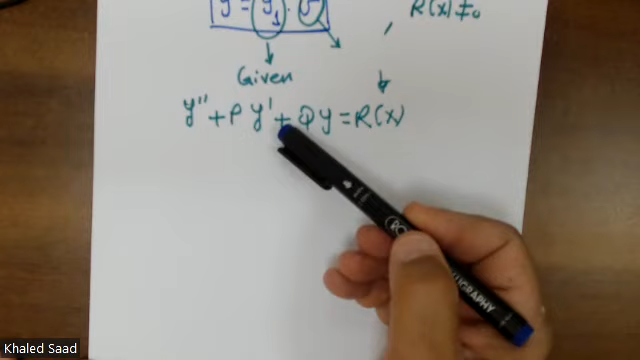 y = y₁ · v
, R(x) ≠ 0
Given
y'' + P y' + Q y = R(x)
Khaled Saad